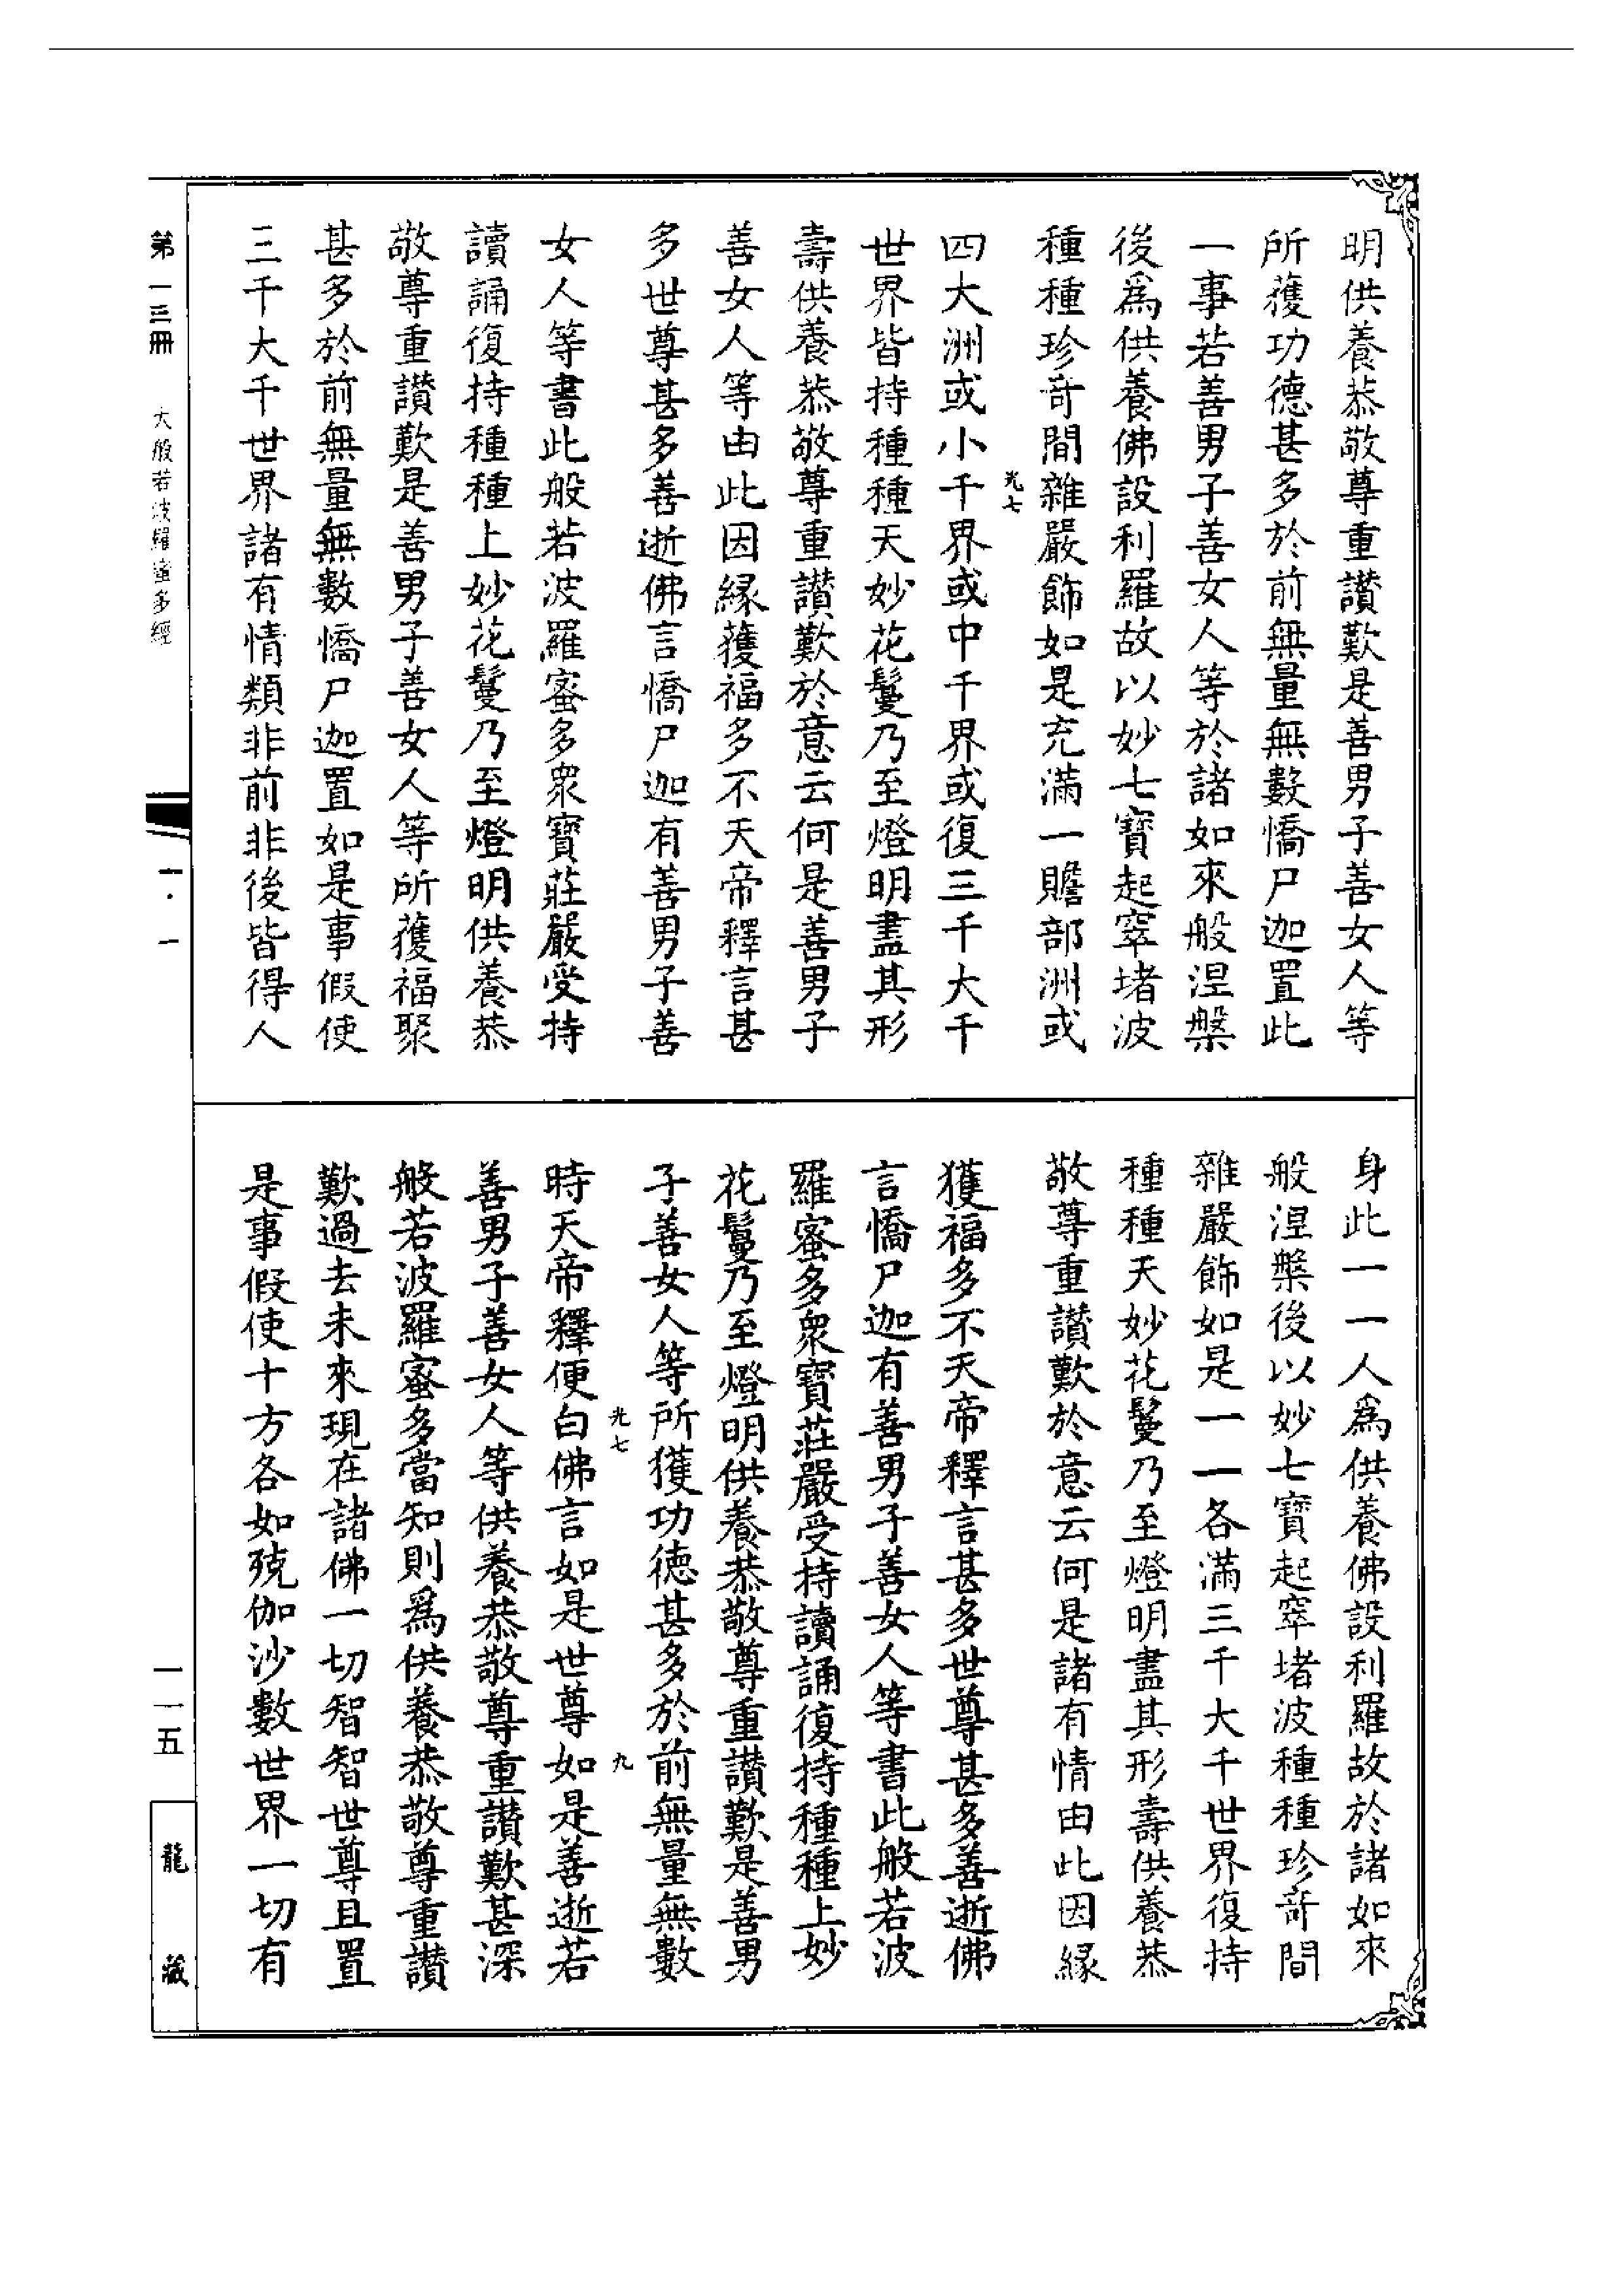 明供養恭敬尊重讃歎是善男子善女人等
所獲功德甚多於前無量無數憍尸迦置此
一事若善男子善女人等於諸如來般涅槃
後爲供養佛設利羅故以妙七寶起窣堵波
種種珍奇間雜嚴飾如是充滿一贍部洲或
光七
四大洲或小千界或中千界或復三千大千
世界皆持種種天妙花鬘乃至燈明盡其形
壽供養恭敬尊重讃歎於意云何是善男子
善女人等由此因緣獲福多不天帝釋言甚
多世尊甚多善逝佛言憍尸迦有善男子善
女人等書此般若波羅蜜多眾寶莊嚴受持
讀誦復持種種上妙花鬘乃至燈明供養恭
敬尊重讃歎是善男子善女人等所獲福聚
甚多於前無量無數憍尸迦置如是事假使
三千大千世界諸有情類非前非後皆得人
身此一一人爲供養佛設利羅故於諸如來
般涅槃後以妙七寶起窣堵波種種珍奇間
雜嚴飾如是一一各滿三千大千世界復持
種種天妙花鬘乃至燈明盡其形壽供養恭
敬尊重讃歎於意云何是諸有情由此因緣
獲福多不天帝釋言甚多世尊甚多善逝佛
言憍尸迦有善男子善女人等書此般若波
羅蜜多眾寶莊嚴受持讀誦復持種種上妙
花鬘乃至燈明供養恭敬尊重讃歎是善男
子善女人等所獲功德甚多於前無量無數
光七 九
時天帝釋便白佛言如是世尊如是善逝若
善男子善女人等供養恭敬尊重讃歎甚深
般若波羅蜜多當知則爲供養恭敬尊重讃
歎過去未來現在諸佛一切智智世尊且置
是事假使十方各如殑伽沙數世界一切有
第一三冊 大般若波羅蜜多經
一·一
一一五
龍藏